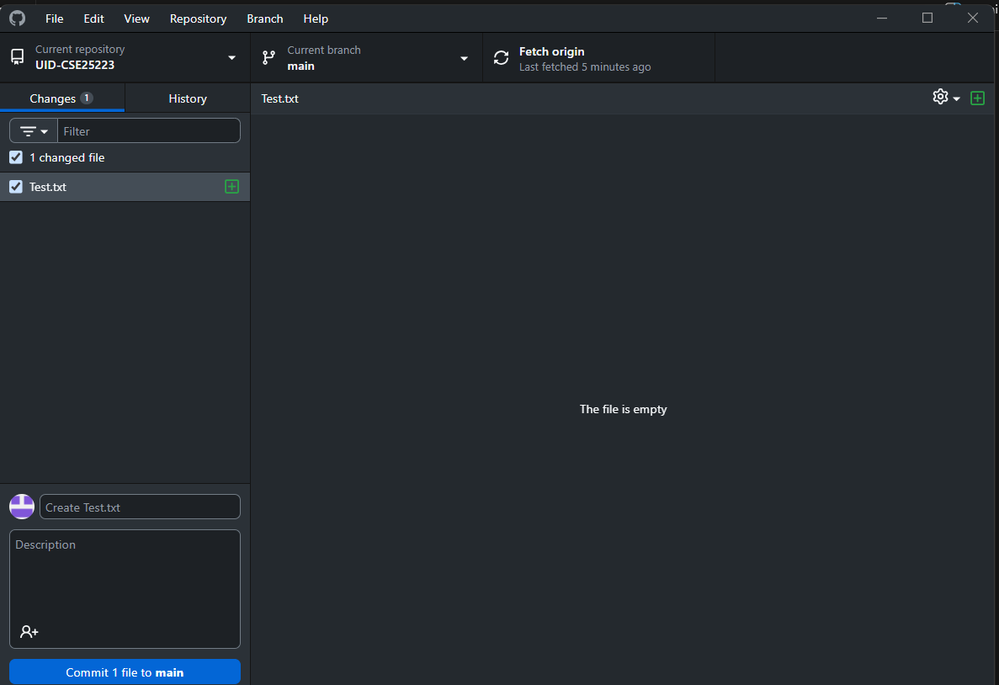 File Edit View Repository Branch Help
Current repository
UID-CSE25223
Current branch
main
Fetch origin
Last fetched 5 minutes ago
Changes 1
History
Test.txt
Filter
1 changed file
Test.txt
The file is empty
Create Test.txt
Description
Commit 1 file to main